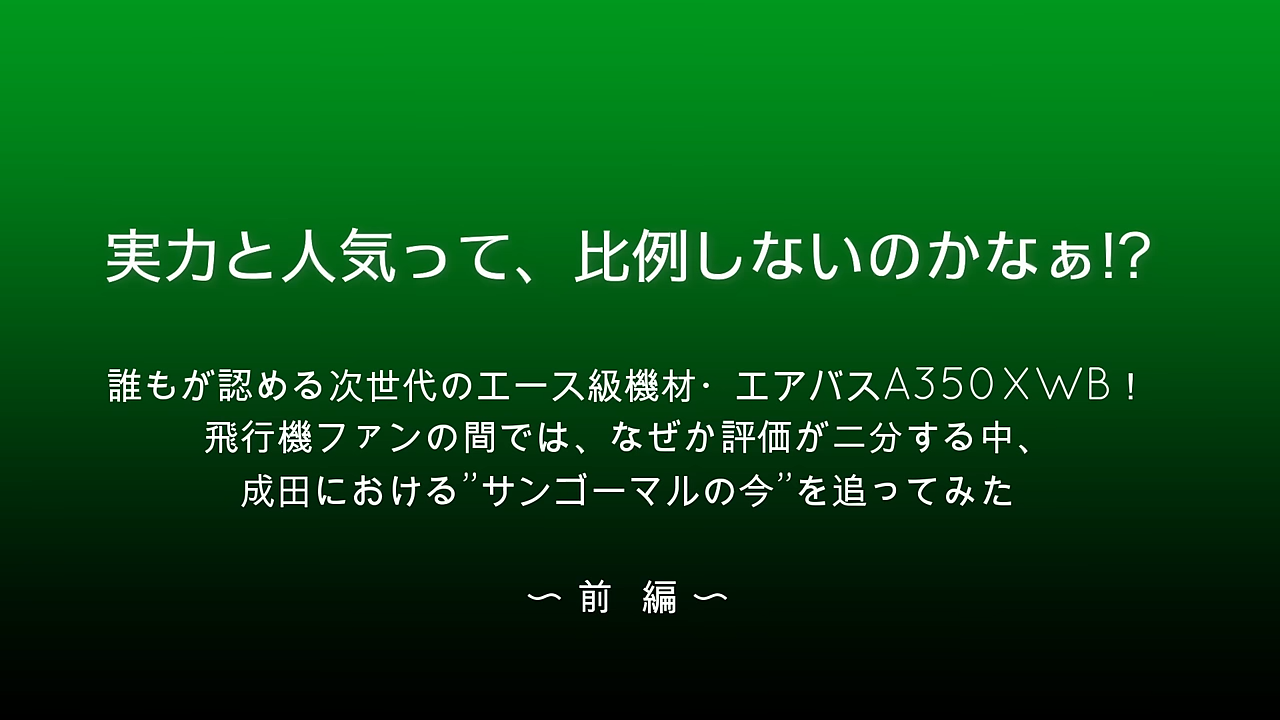 実力と人気って、比例しないのかなぁ!?
誰もが認める次世代のエース級機材・エアバスA350XWB！
飛行機ファンの間では、なぜか評価が二分する中、
成田における”サンゴーマルの今”を追ってみた
〜前 編〜